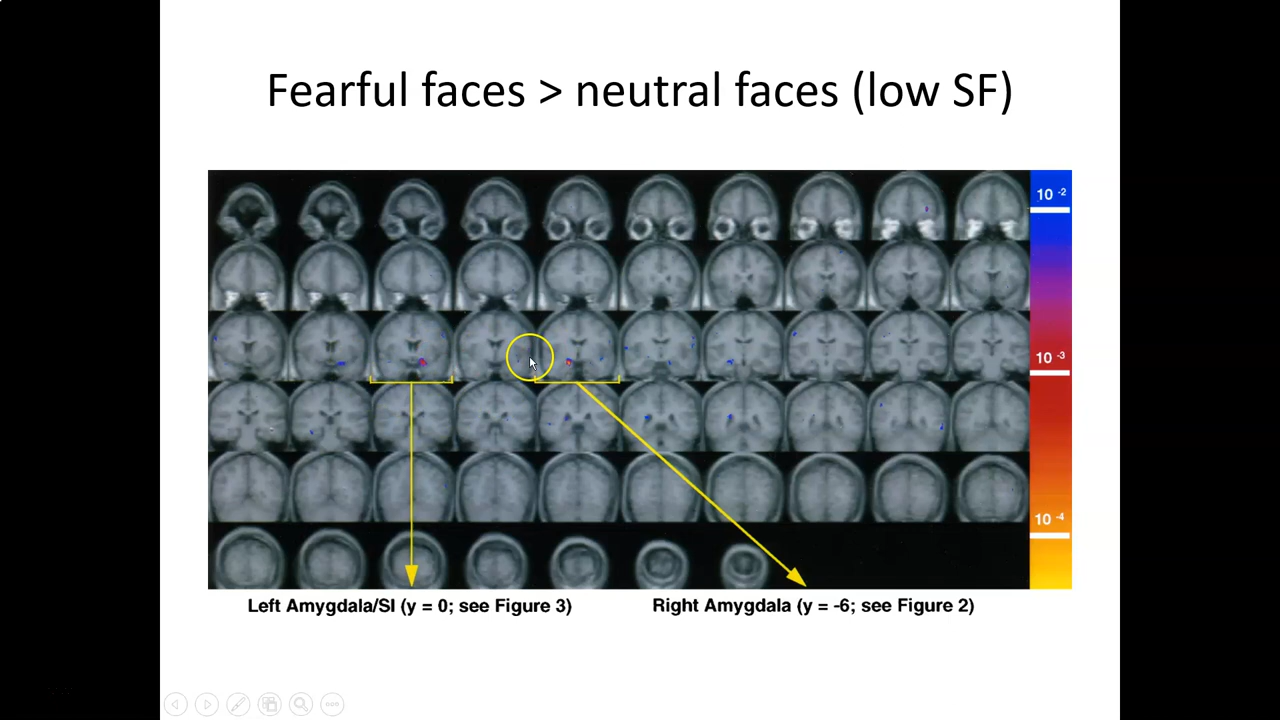 Fearful faces > neutral faces (low SF)
10 -2
10 -3
10 -4
Left Amygdala/SI (y = 0; see Figure 3)
Right Amygdala (y = -6; see Figure 2)